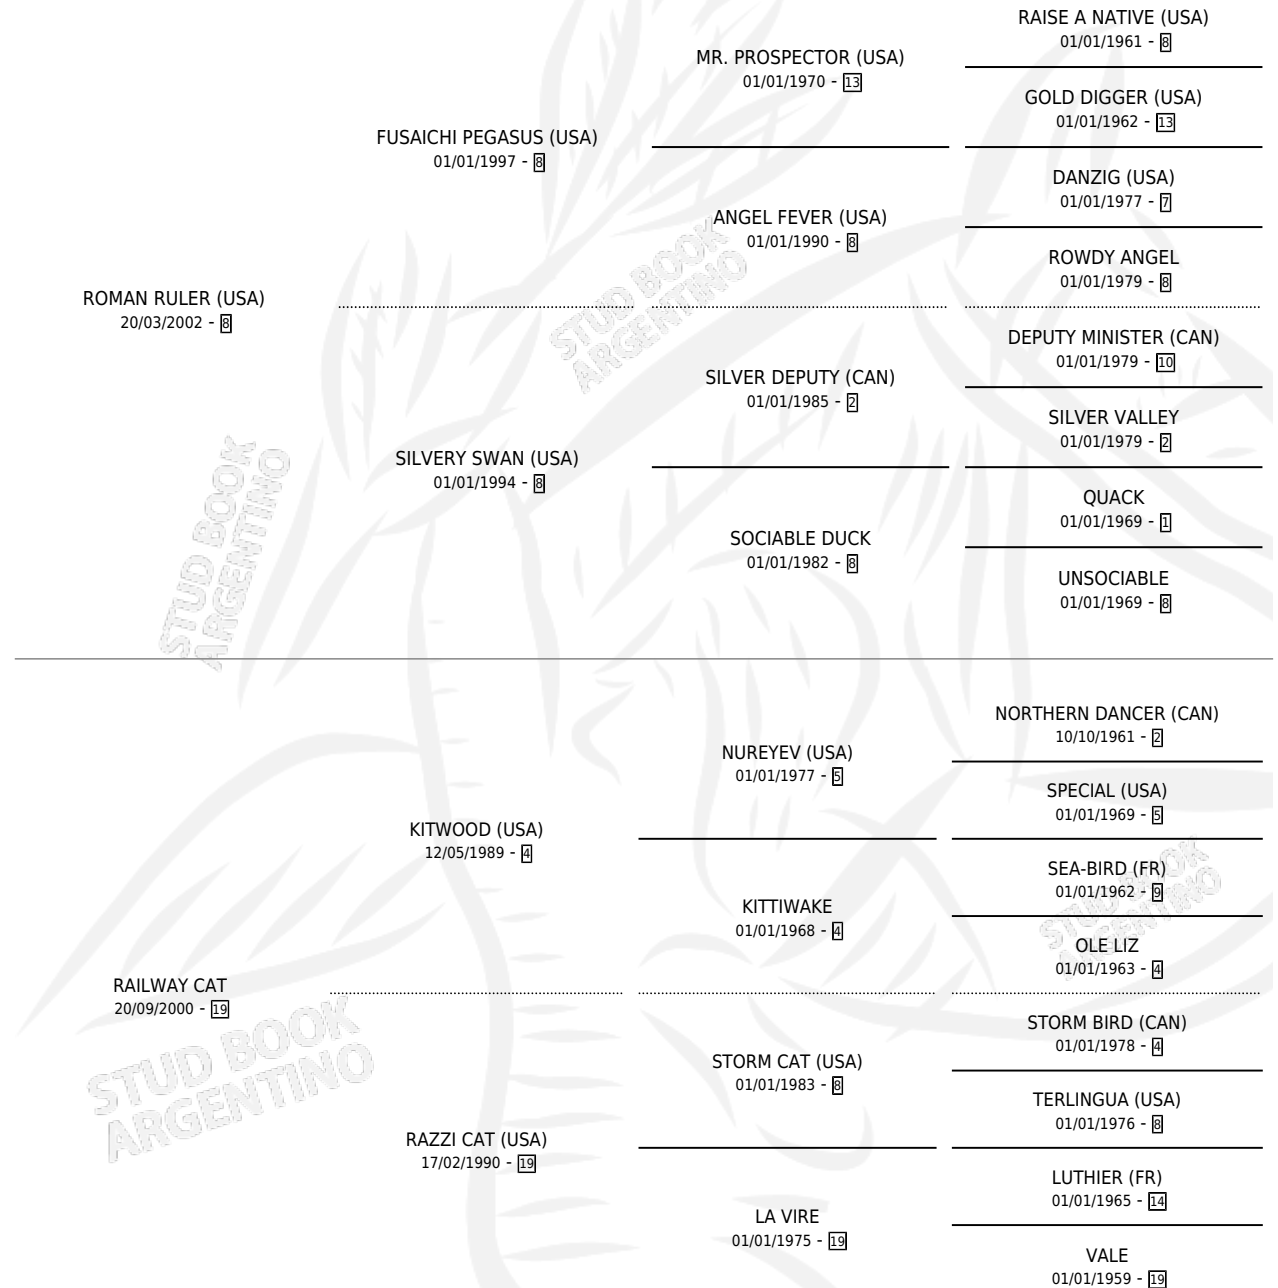 RAISE A NATIVE (USA)
01/01/1961 - 8
MR. PROSPECTOR (USA)
01/01/1970 - 13
GOLD DIGGER (USA)
01/01/1962 - 13
FUSAICHI PEGASUS (USA)
01/01/1997 - 8
DANZIG (USA)
01/01/1977 - 7
ANGEL FEVER (USA)
01/01/1990 - 8
ROWDY ANGEL
01/01/1979 - 8
ROMAN RULER (USA)
20/03/2002 - 8
DEPUTY MINISTER (CAN)
01/01/1979 - 10
SILVER DEPUTY (CAN)
01/01/1985 - 2
SILVER VALLEY
01/01/1979 - 2
SILVERY SWAN (USA)
01/01/1994 - 8
QUACK
01/01/1969 - 1
SOCIABLE DUCK
01/01/1982 - 8
UNSOCIABLE
01/01/1969 - 8
NORTHERN DANCER (CAN)
10/10/1961 - 2
NUREYEV (USA)
01/01/1977 - 5
SPECIAL (USA)
01/01/1969 - 5
KITWOOD (USA)
12/05/1989 - 4
SEA-BIRD (FR)
01/01/1962 - 9
KITTIWAKE
01/01/1968 - 4
OLE LIZ
01/01/1963 - 4
RAILWAY CAT
20/09/2000 - 19
STORM BIRD (CAN)
01/01/1978 - 4
STORM CAT (USA)
01/01/1983 - 8
TERLINGUA (USA)
01/01/1976 - 8
RAZZI CAT (USA)
17/02/1990 - 19
LUTHIER (FR)
01/01/1965 - 14
LA VIRE
01/01/1975 - 19
VALE
01/01/1959 - 19
STUD BOOK
ARGENTINO
STUD BOOK
ARGENTINO
STUD BOOK
ARGENTINO
STUD BOOK
ARGENTINO